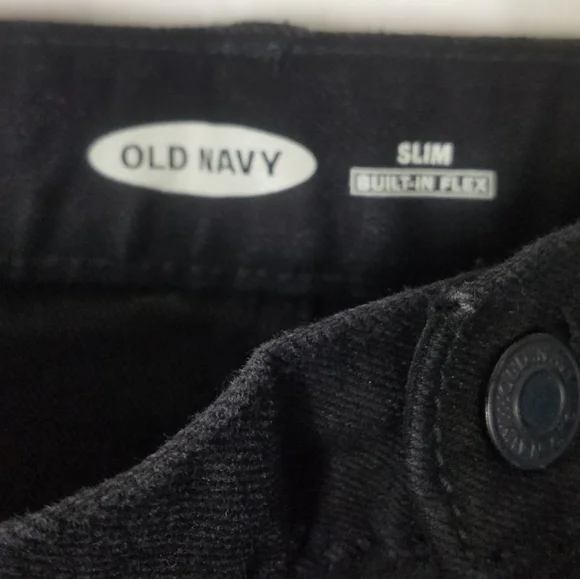 OLD NAVY
SLIM
BUILT-IN FLEX